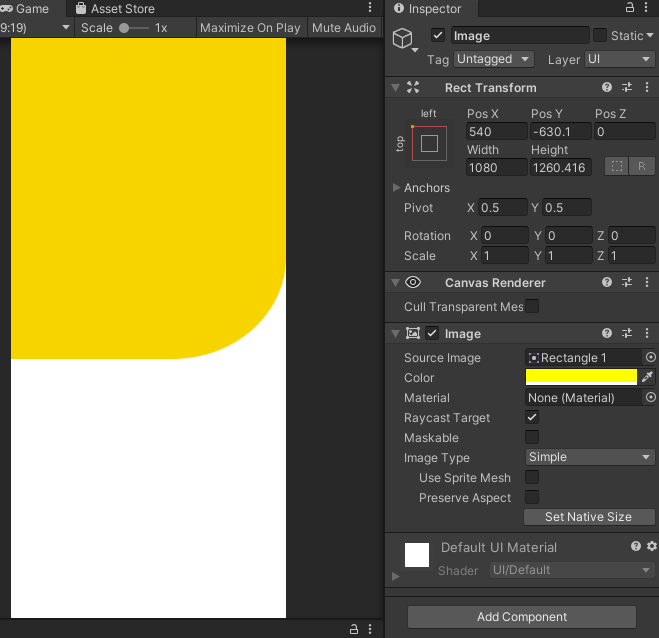 Game
Asset Store
9:19)
Scale
1x
Maximize On Play
Mute Audio
Inspector
Image
Static
Tag
Untagged
Layer
UI
Rect Transform
left
top
Pos X
Pos Y
Pos Z
540
-630.1
0
Width
Height
1080
1260.416
R
Anchors
Pivot
X 0.5
Y 0.5
Rotation
X 0
Y 0
Z 0
Scale
X 1
Y 1
Z 1
Canvas Renderer
Cull Transparent Mes
Image
Source Image
Rectangle 1
Color
Material
None (Material)
Raycast Target
Maskable
Image Type
Simple
Use Sprite Mesh
Preserve Aspect
Set Native Size
Default UI Material
Shader
UI/Default
Add Component